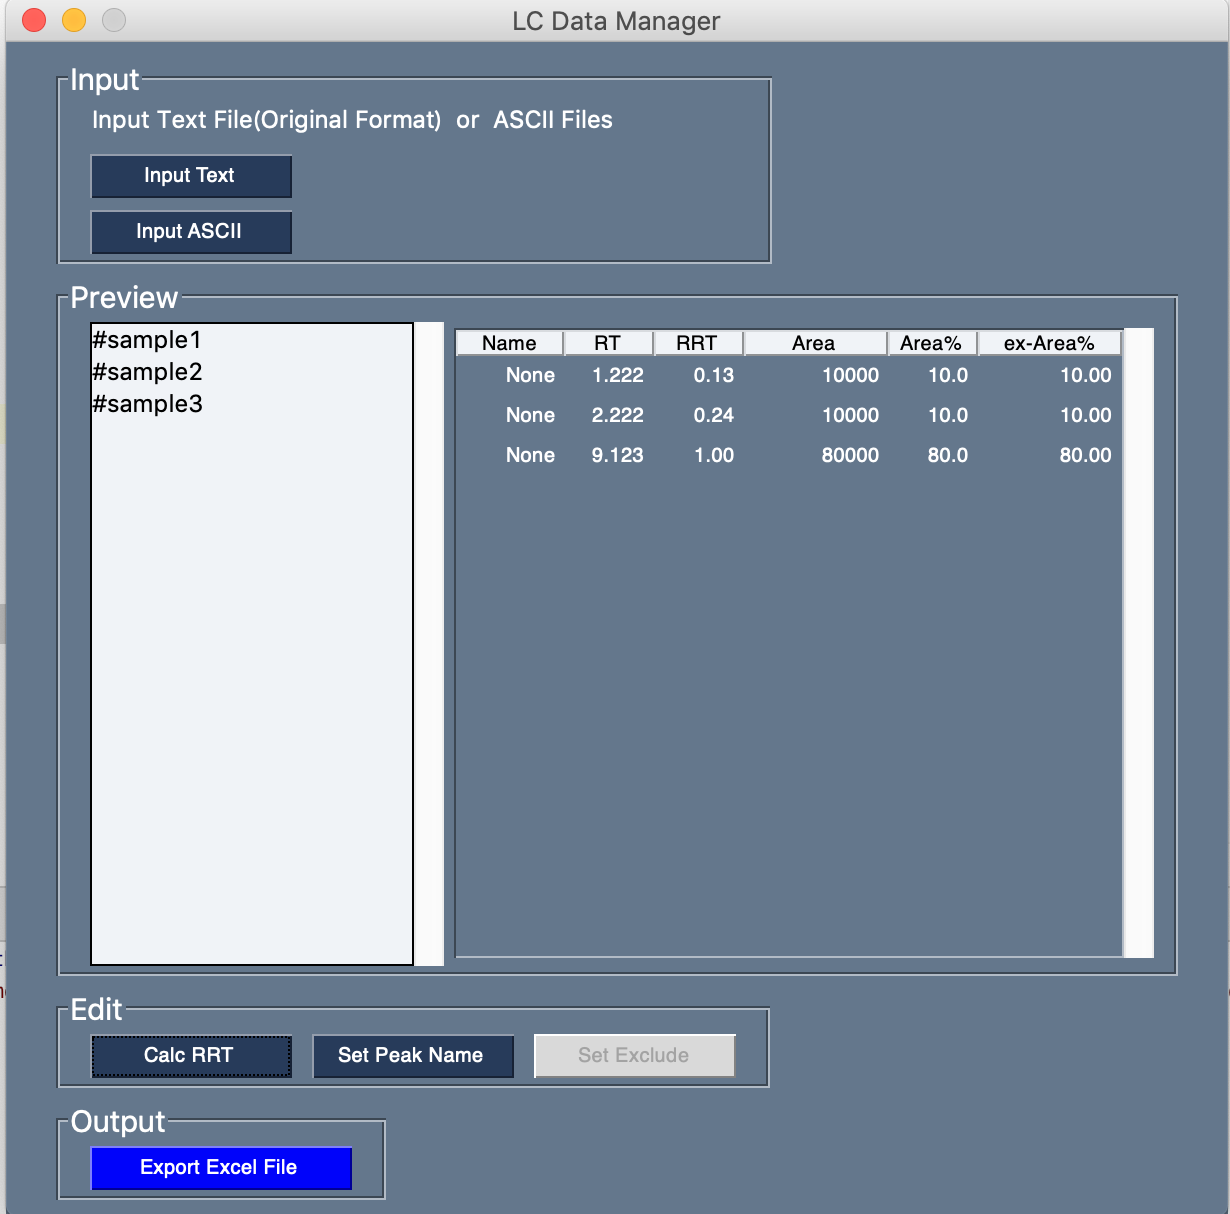 LC Data Manager
Input
Input Text File(Original Format)  or  ASCII Files
Input Text
Input ASCII
Preview
#sample1
#sample2
#sample3
Name RT RRT Area Area% ex-Area%
None 1.222 0.13 10000 10.0 10.00
None 2.222 0.24 10000 10.0 10.00
None 9.123 1.00 80000 80.0 80.00
Edit
Calc RRT Set Peak Name Set Exclude
Output
Export Excel File